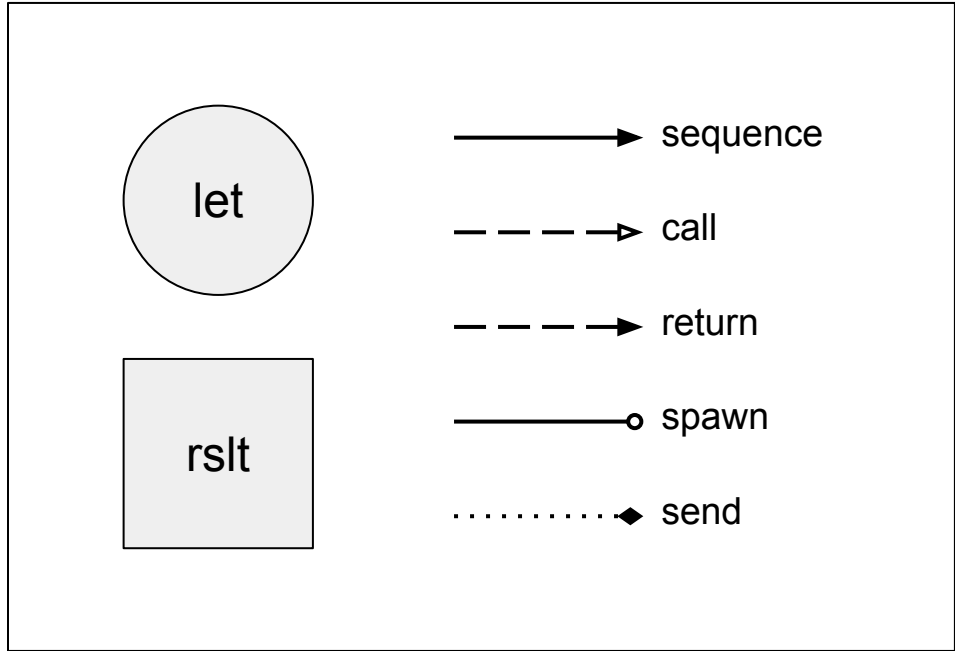 let
rslt
sequence
call
return
spawn
send